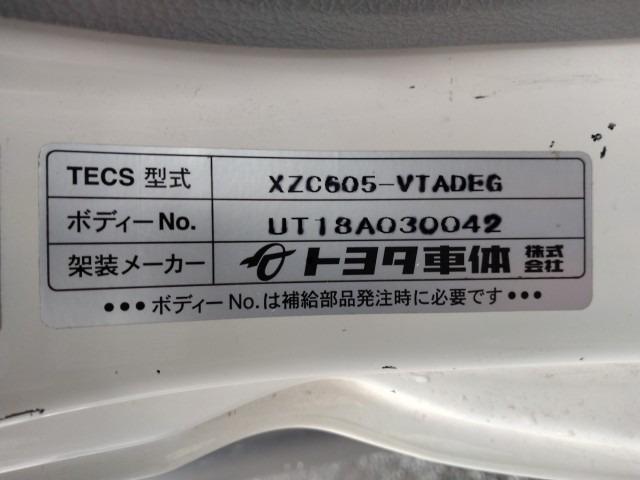 TECS 型式 XZC605-VTADEG
ボディーNo. UT18A030042
架装メーカー トヨタ車体 株式会社
●●● ボディーNo.は補給部品発注時に必要です ●●●